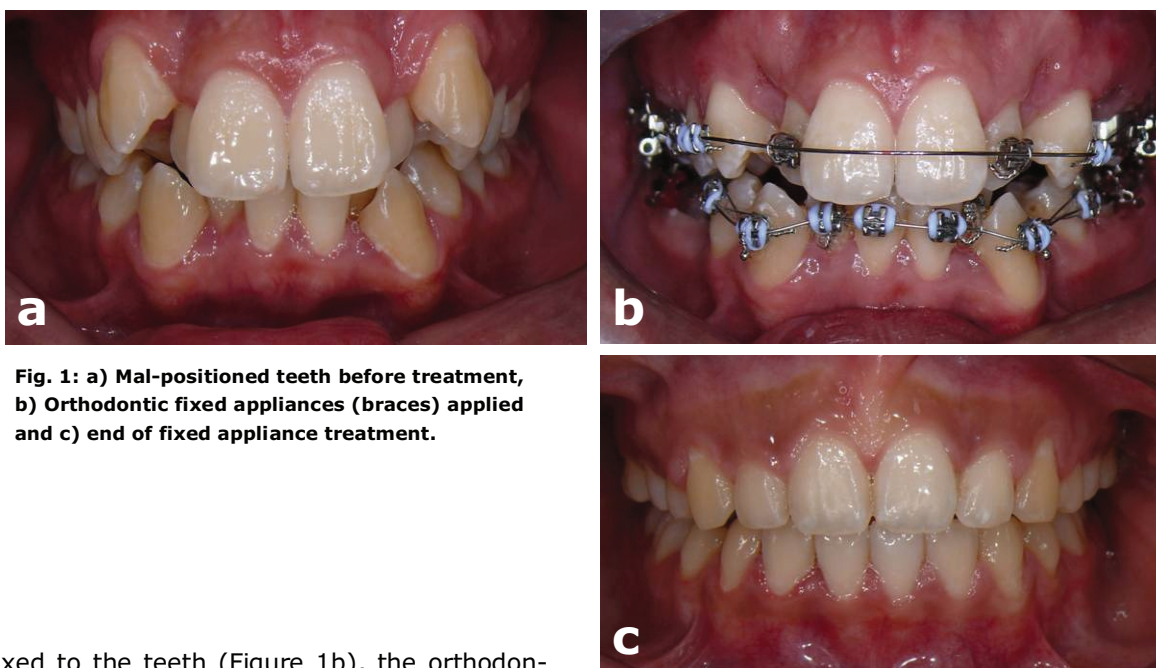 a
b
Fig. 1: a) Mal-positioned teeth before treatment,
b) Orthodontic fixed appliances (braces) applied
and c) end of fixed appliance treatment.
c
xed to the teeth (Figure 1b), the orthodon-